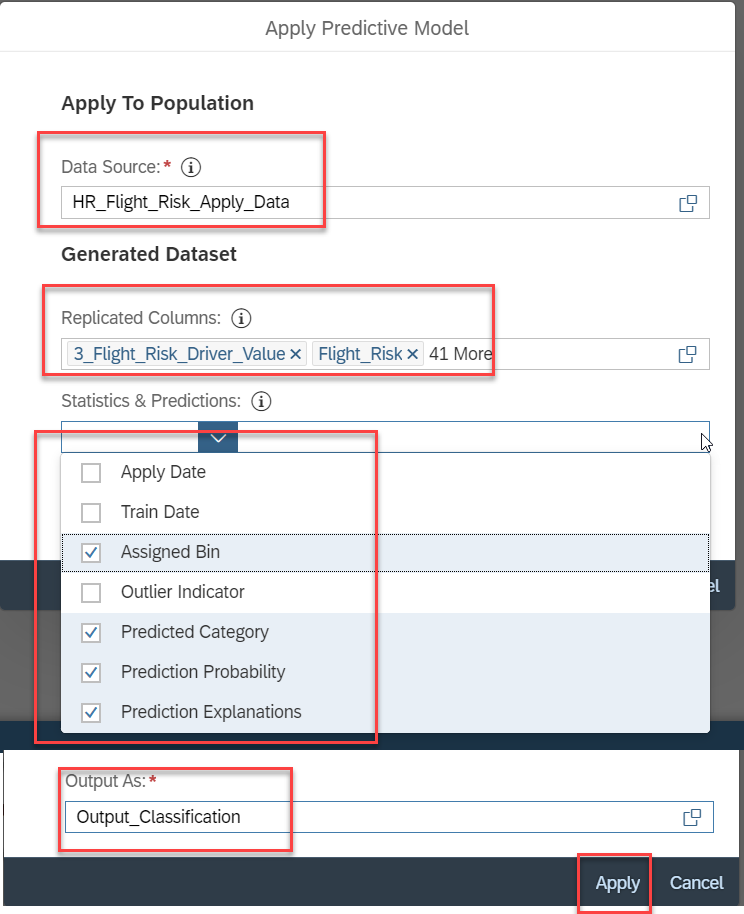 Apply Predictive Model
Apply To Population
Data Source:*
HR_Flight_Risk_Apply_Data
Generated Dataset
Replicated Columns:
3_Flight_Risk_Driver_Value × Flight_Risk × 41 More
Statistics & Predictions:
Apply Date
Train Date
Assigned Bin
Outlier Indicator
el
Predicted Category
Prediction Probability
Prediction Explanations
Output As:*
Output_Classification
Apply Cancel